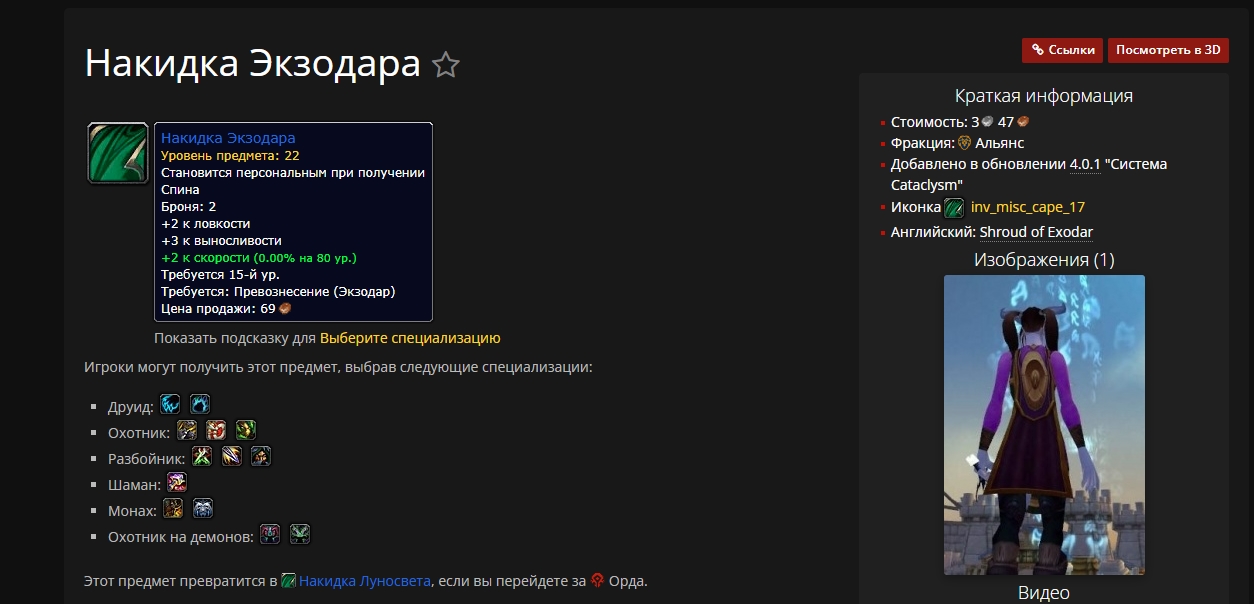 Накидка Экзодара
Ссылки
Посмотреть в 3D
Накидка Экзодара
Уровень предмета: 22
Становится персональным при получении
Спина
Броня: 2
+2 к ловкости
+3 к выносливости
+2 к скорости (0.00% на 80 ур.)
Требуется 15-й ур.
Требуется: Превознесение (Экзодар)
Цена продажи: 69
Показать подсказку для Выберите специализацию
Игроки могут получить этот предмет, выбрав следующие специализации:
Друид:
Охотник:
Разбойник:
Шаман:
Монах:
Охотник на демонов:
Этот предмет превратится в Накидка Луносвета, если вы перейдете за Орда.
Краткая информация
Стоимость: 3 47
Фракция: Альянс
Добавлено в обновлении 4.0.1 "Система
Cataclysm"
Иконка inv_misc_cape_17
Английский: Shroud of Exodar
Изображения (1)
Видео